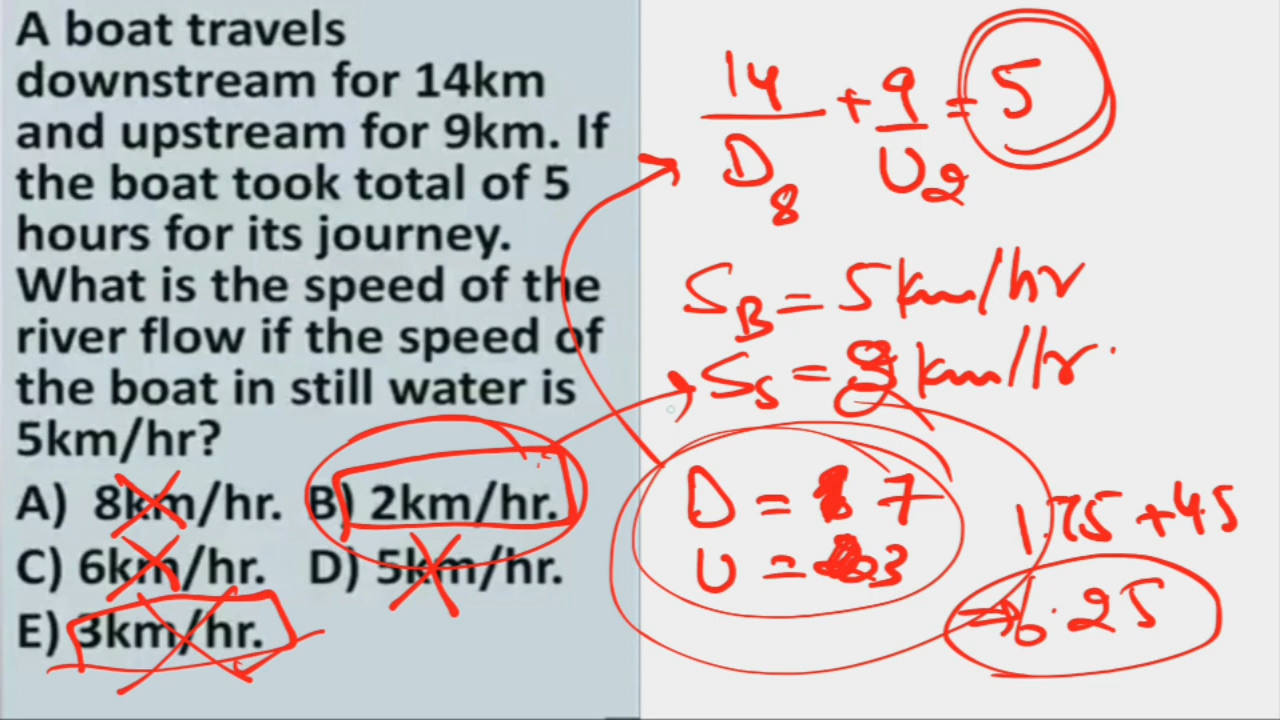 A boat travels
downstream for 14km
and upstream for 9km. If
the boat took total of 5
hours for its journey.
What is the speed of the
river flow if the speed of
the boat in still water is
5km/hr?
A) 8km/hr. B) 2km/hr.
C) 6km/hr. D) 5km/hr.
E) 3km/hr.
14/D + 9/U = 5
8 2
S_B = 5 km/hr
S_S = km/hr.
D = 7
U = 3
1.75 + 4.5
→ 6.25